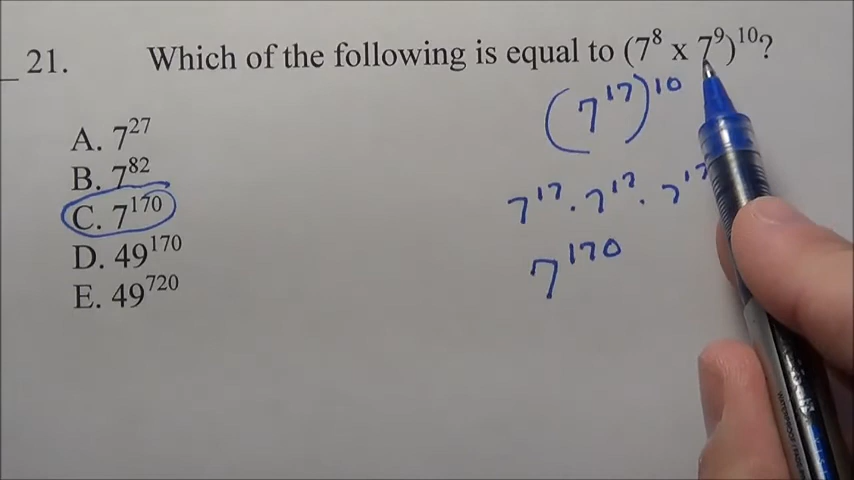 21. Which of the following is equal to (7⁸ x 7⁹)¹⁰?
(7¹⁷)¹⁰
A. 7²⁷
B. 7⁸²
7¹⁷ · 7¹⁷ · 7¹⁷
C. 7¹⁷⁰
7¹⁷⁰
D. 49¹⁷⁰
E. 49⁷²⁰